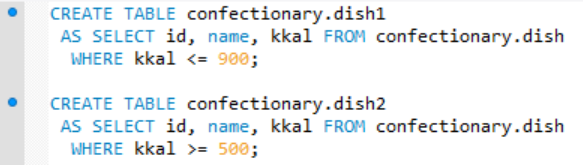 CREATE TABLE confectionary.dish1
AS SELECT id, name, kkal FROM confectionary.dish
WHERE kkal <= 900;
CREATE TABLE confectionary.dish2
AS SELECT id, name, kkal FROM confectionary.dish
WHERE kkal >= 500;